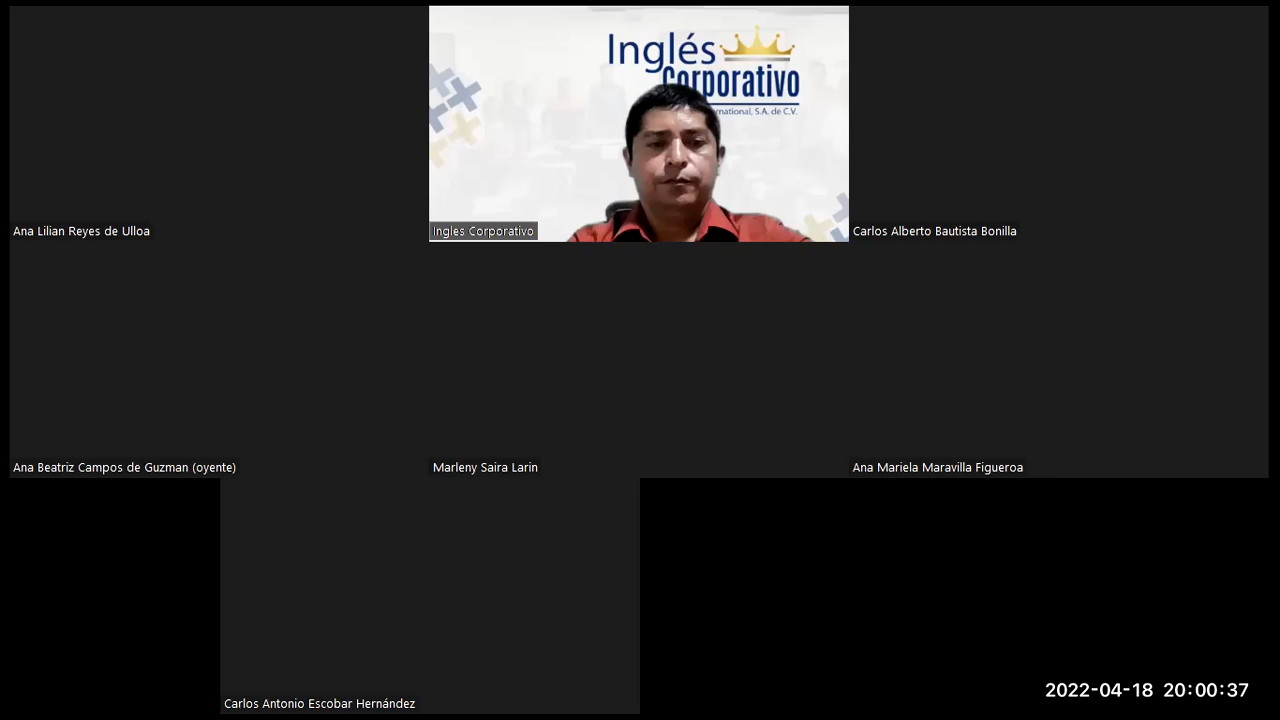 Inglés
Corporativo
rnational, S.A. de C.V.
Ana Lilian Reyes de Ulloa
Ingles Corporativo
Carlos Alberto Bautista Bonilla
Ana Beatriz Campos de Guzman (oyente)
Marleny Saira Larin
Ana Mariela Maravilla Figueroa
Carlos Antonio Escobar Hernández
2022-04-18 20:00:37